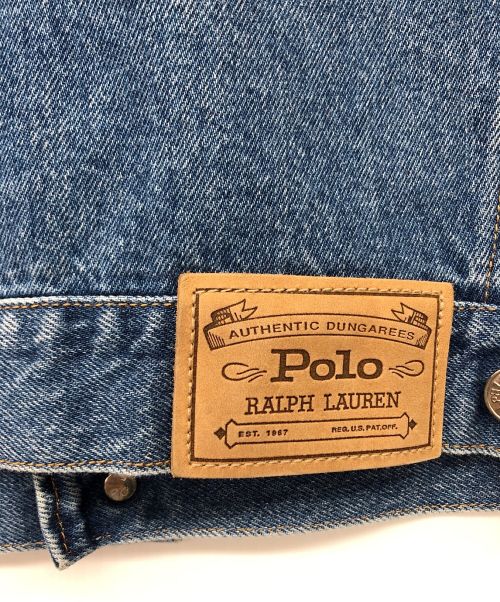 AUTHENTIC DUNGAREES
Polo
RALPH LAUREN
EST. 1967 REG. U.S. PAT. OFF.